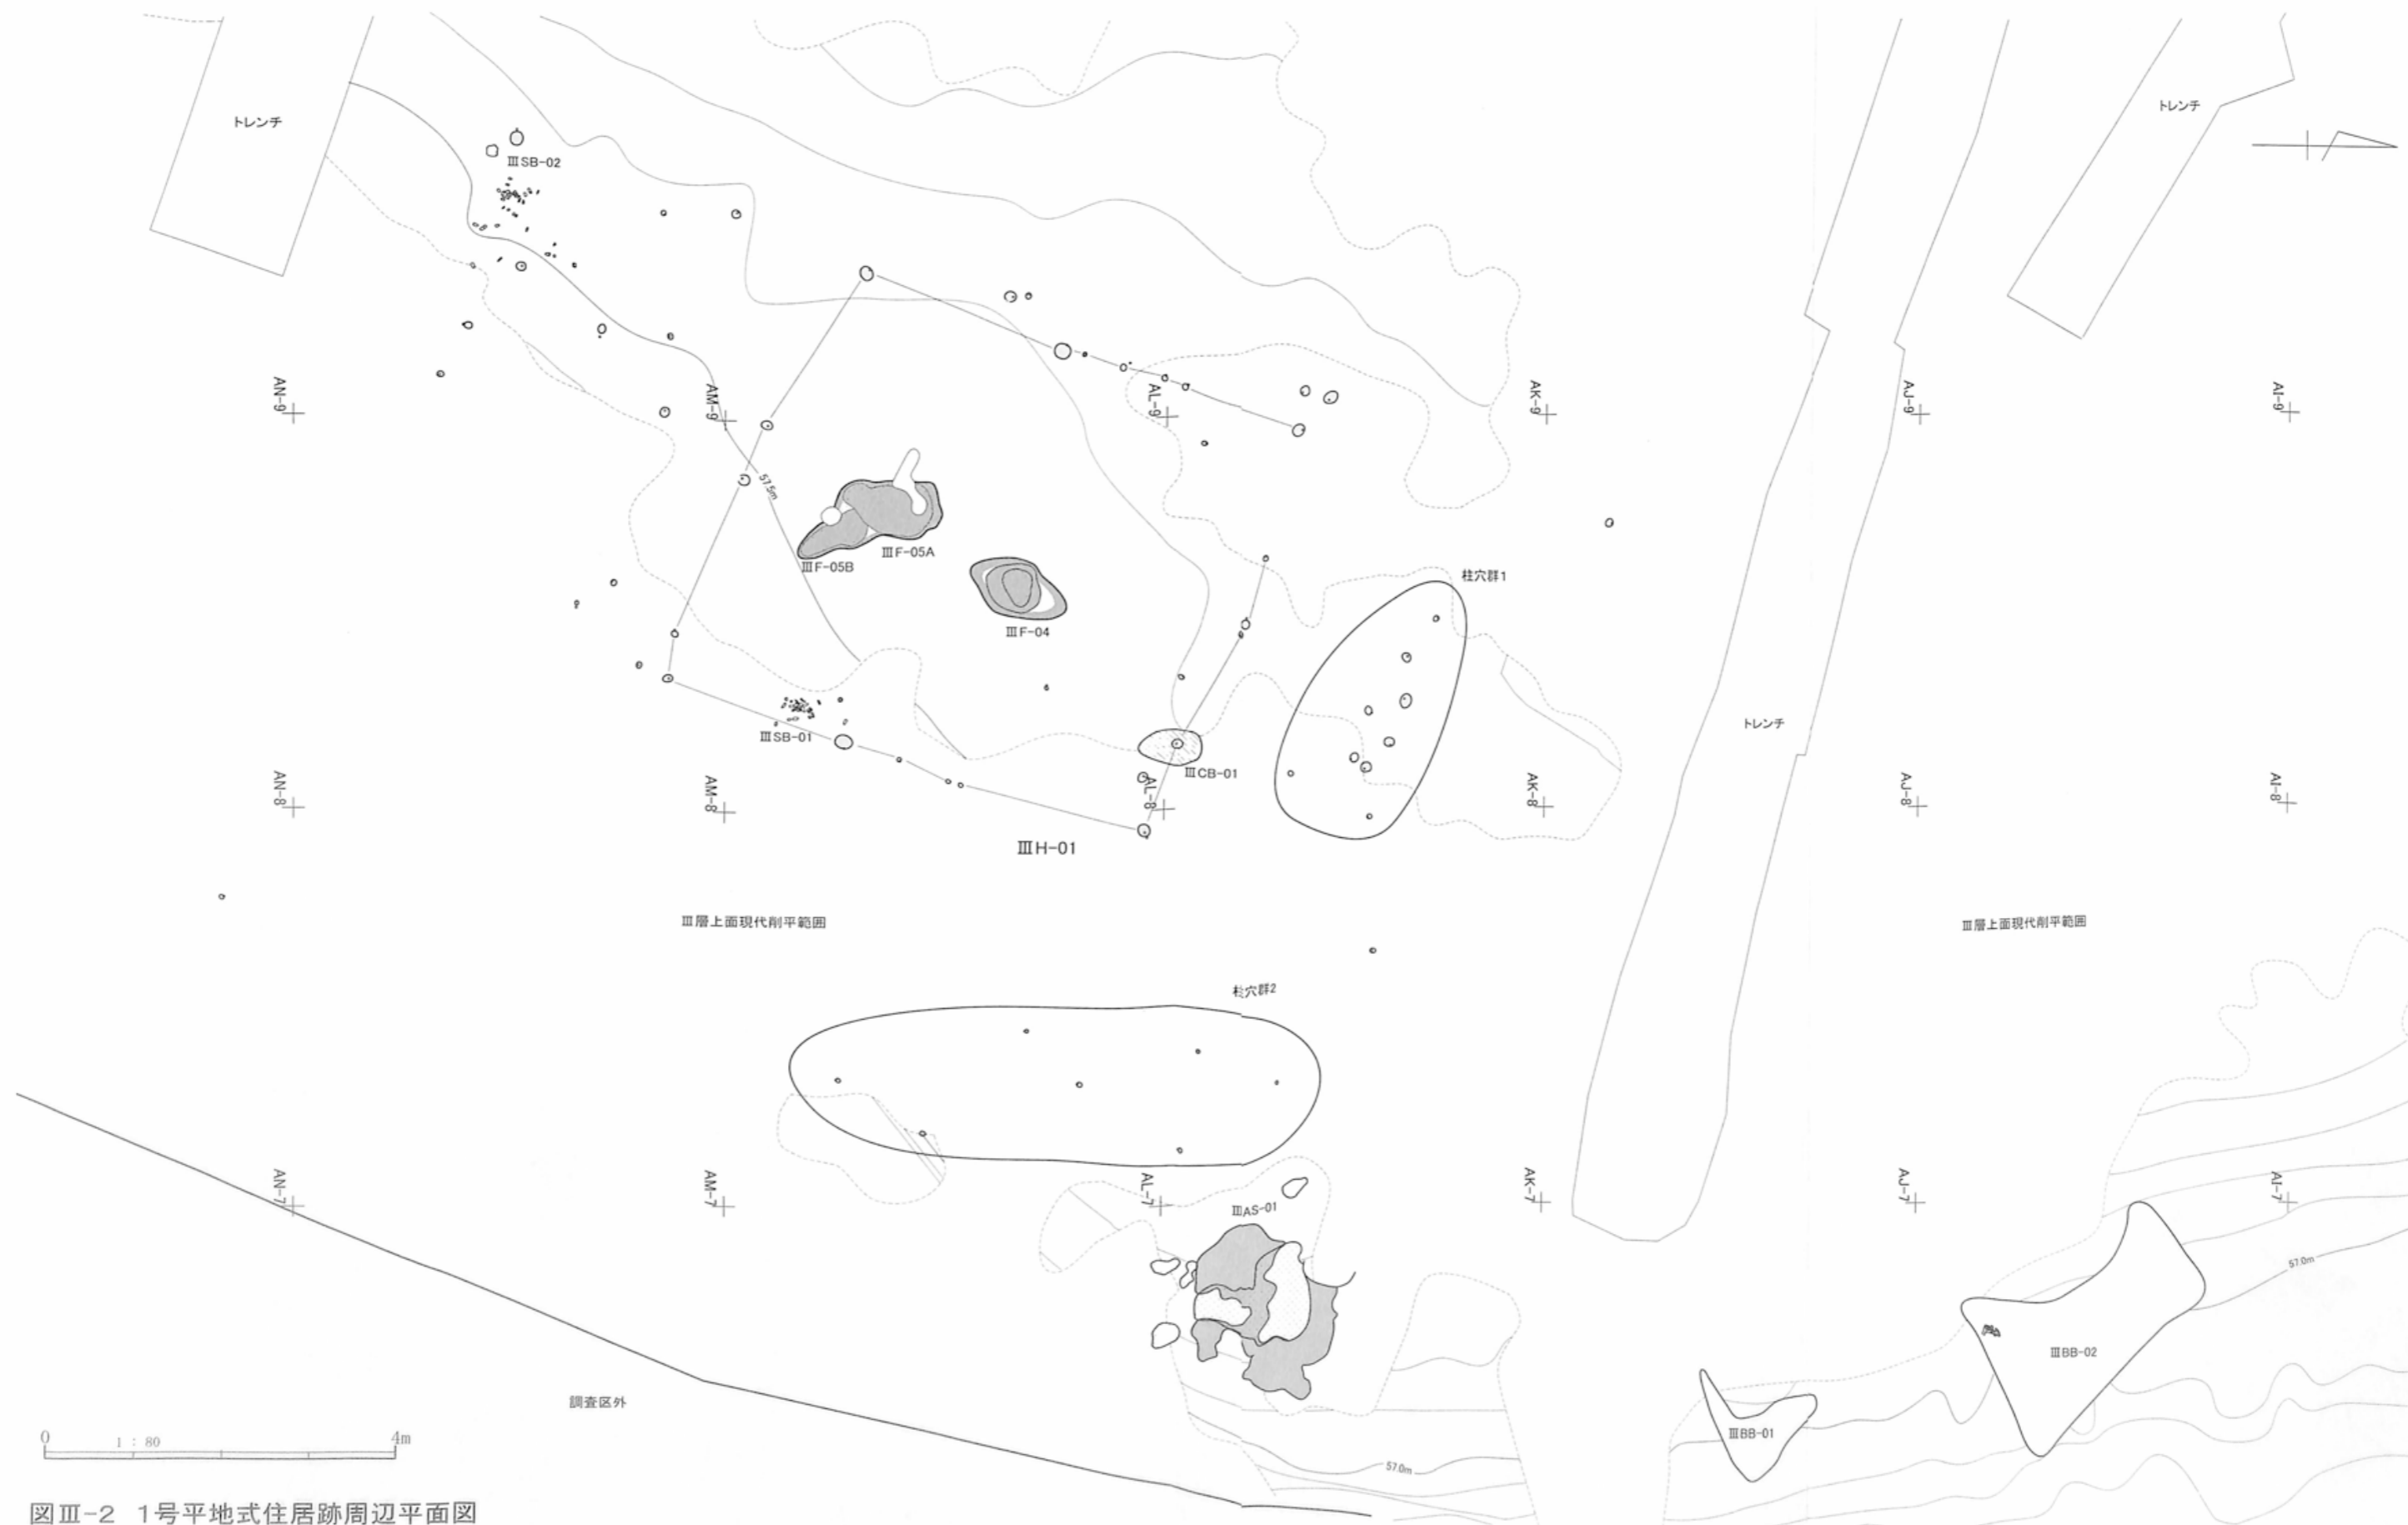 トレンチ
トレンチ
ⅢSB-02
AN-9
AM-9
AL-9
AK-9
AJ-9
AI-9
57.5m
ⅢF-05A
ⅢF-05B
柱穴群1
ⅢF-04
トレンチ
ⅢSB-01
ⅢCB-01
AN-8
AM-8
AL-8
AK-8
AJ-8
AI-8
ⅢH-01
Ⅲ層上面現代削平範囲
Ⅲ層上面現代削平範囲
柱穴群2
AN-7
AM-7
AL-7
AK-7
AJ-7
AI-7
ⅢAS-01
57.0m
ⅢBB-02
調査区外
ⅢBB-01
0 1:80 4m
57.0m
図Ⅲ-2 1号平地式住居跡周辺平面図